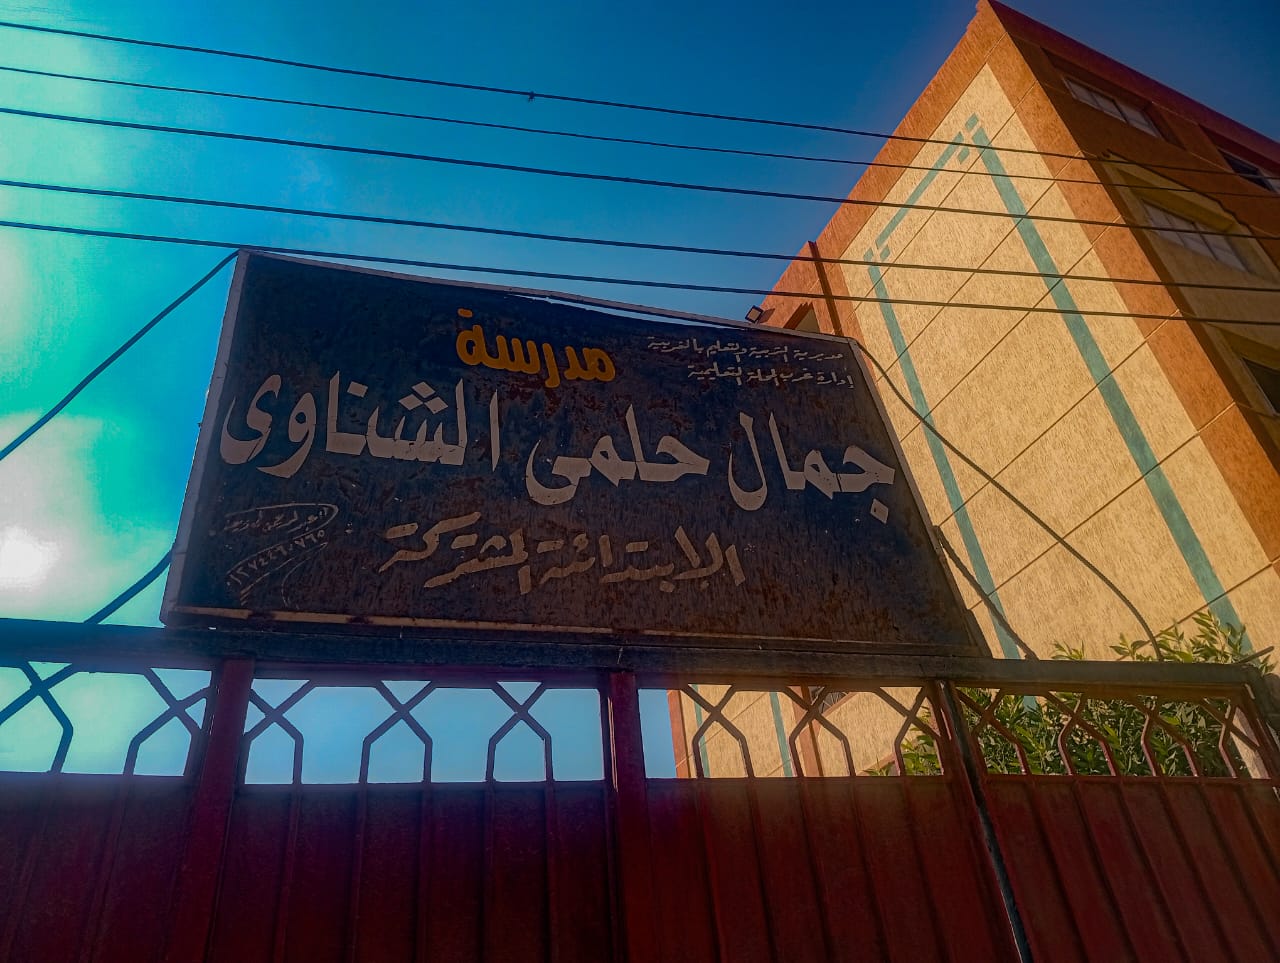 مديرية التربية والتعليم بالغربية
إدارة غرب المحلة التعليمية
مدرسة
جمال حلمى الشناوى
الابتدائية المشتركة